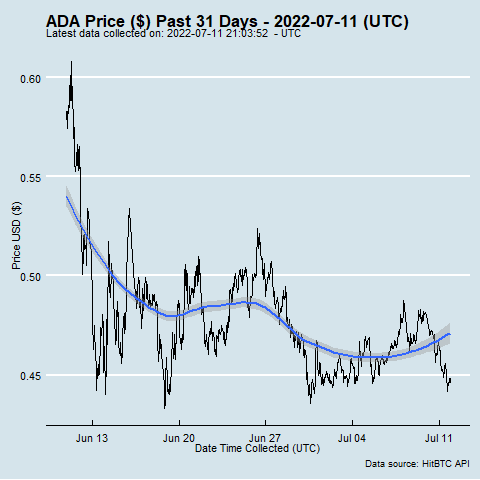 ADA Price ($) Past 31 Days - 2022-07-11 (UTC)
Latest data collected on: 2022-07-11 21:03:52  - UTC
0.60
0.55
0.50
0.45
Price USD ($)
Jun 13
Jun 20
Jun 27
Jul 04
Jul 11
Date Time Collected (UTC)
Data source: HitBTC API